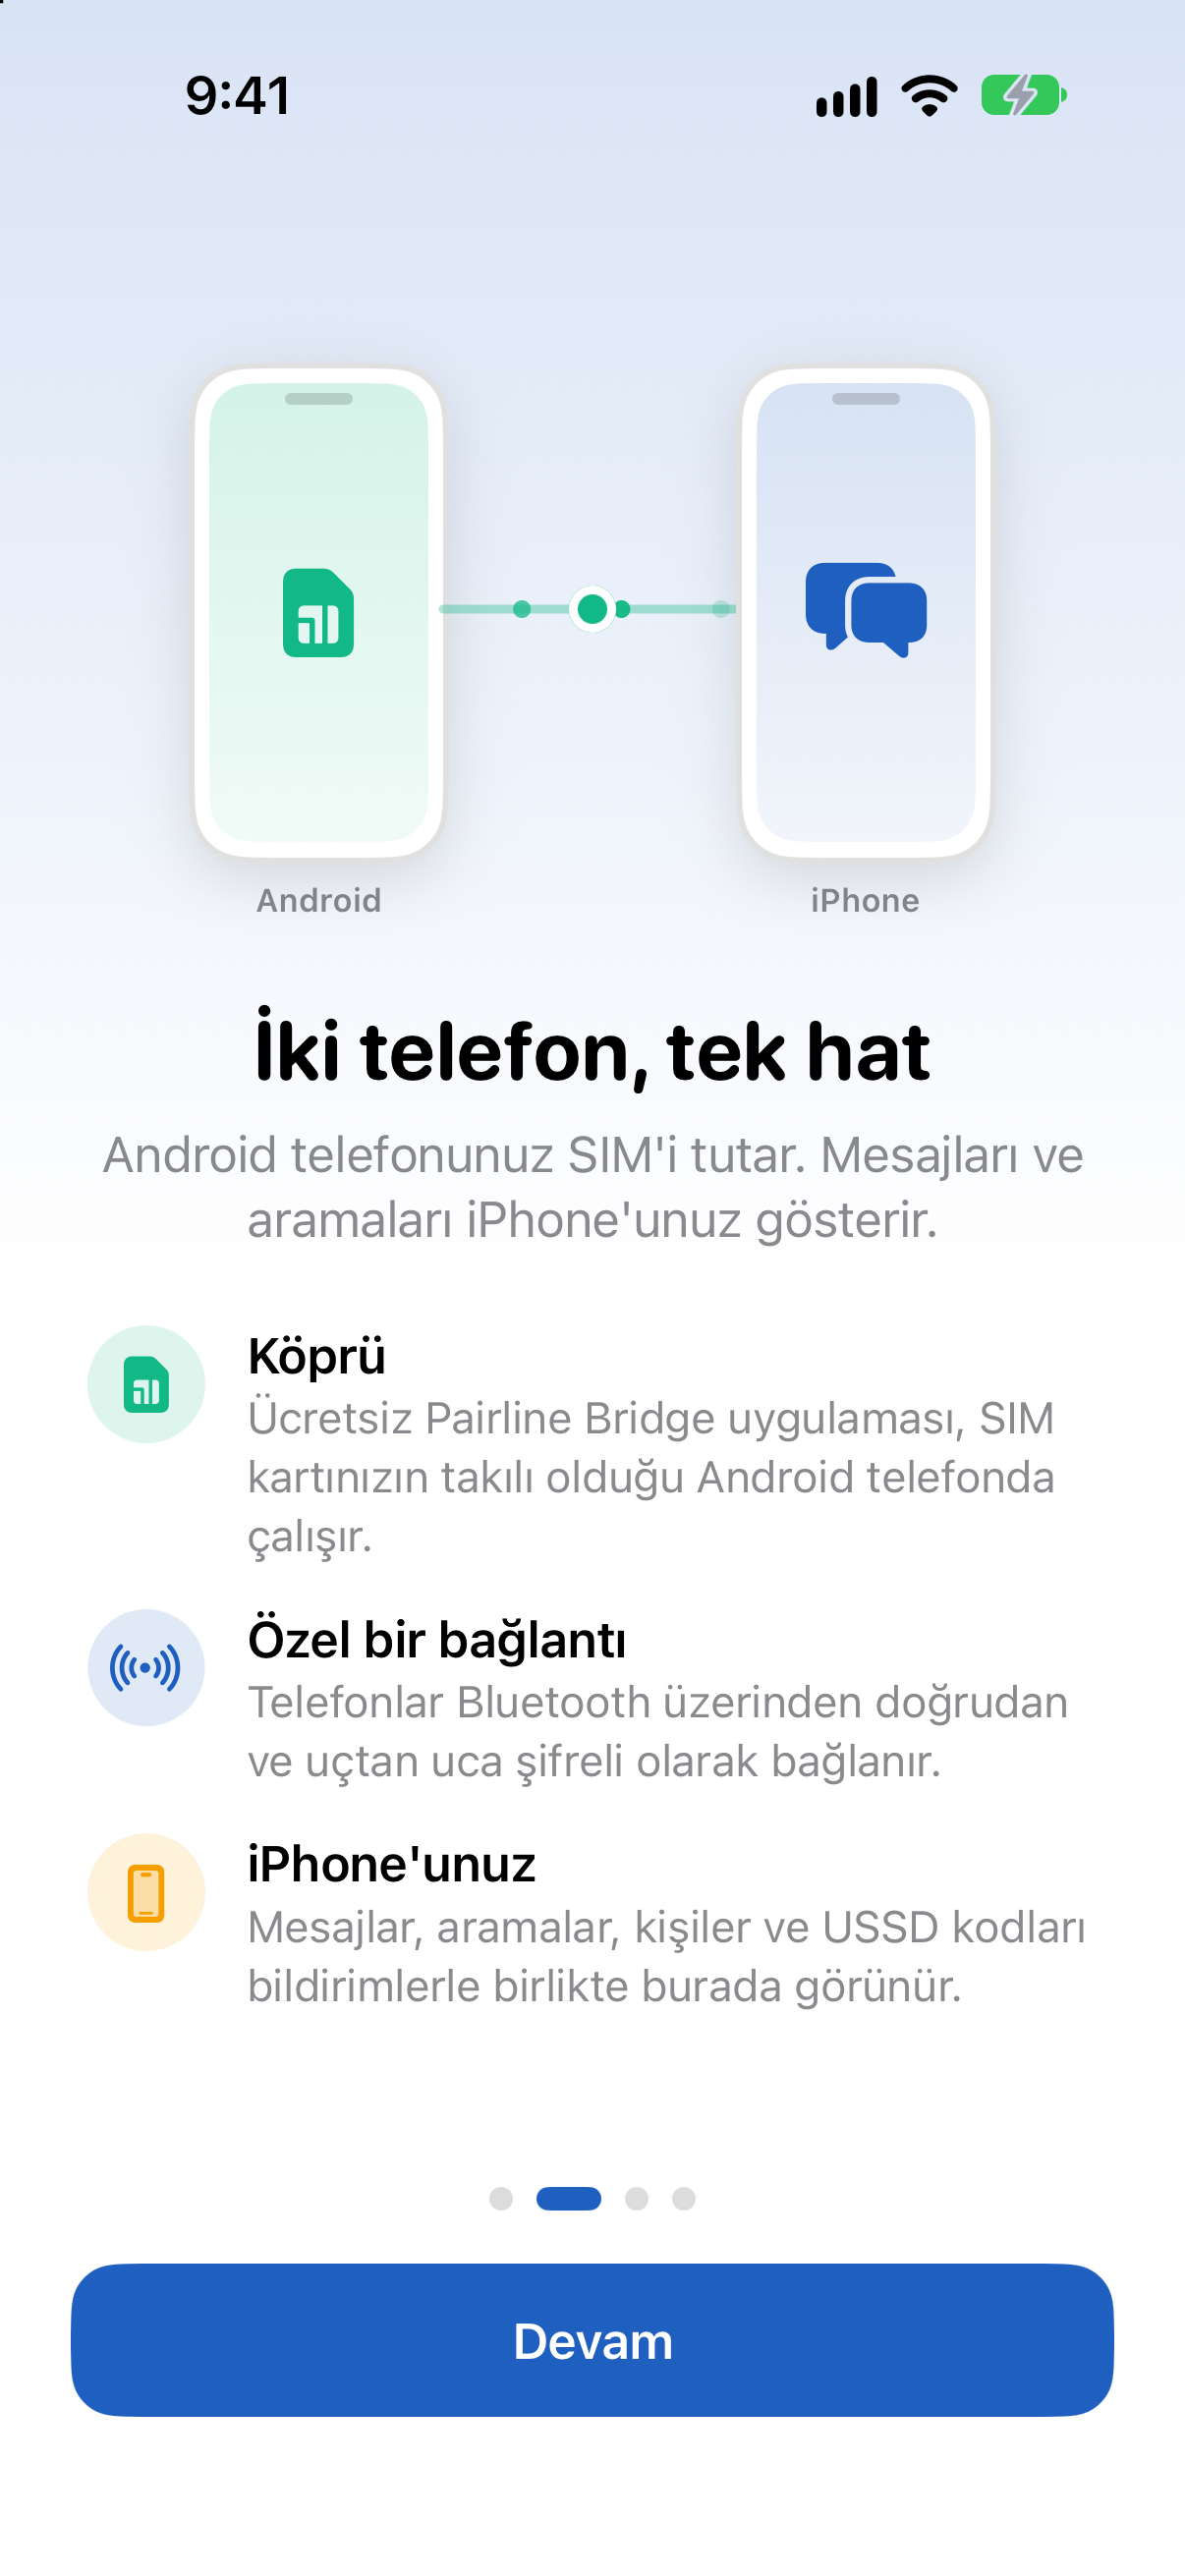 9:41
Android
iPhone
İki telefon, tek hat
Android telefonunuz SIM'i tutar. Mesajları ve
aramaları iPhone'unuz gösterir.
Köprü
Ücretsiz Pairline Bridge uygulaması, SIM
kartınızın takılı olduğu Android telefonda
çalışır.
Özel bir bağlantı
Telefonlar Bluetooth üzerinden doğrudan
ve uçtan uca şifreli olarak bağlanır.
iPhone'unuz
Mesajlar, aramalar, kişiler ve USSD kodları
bildirimlerle birlikte burada görünür.
Devam